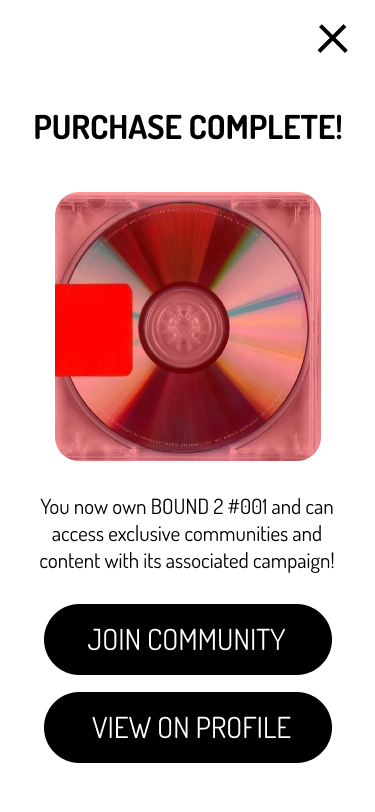 PURCHASE COMPLETE!
You now own BOUND 2 #001 and can
access exclusive communities and
content with its associated campaign!
JOIN COMMUNITY
VIEW ON PROFILE